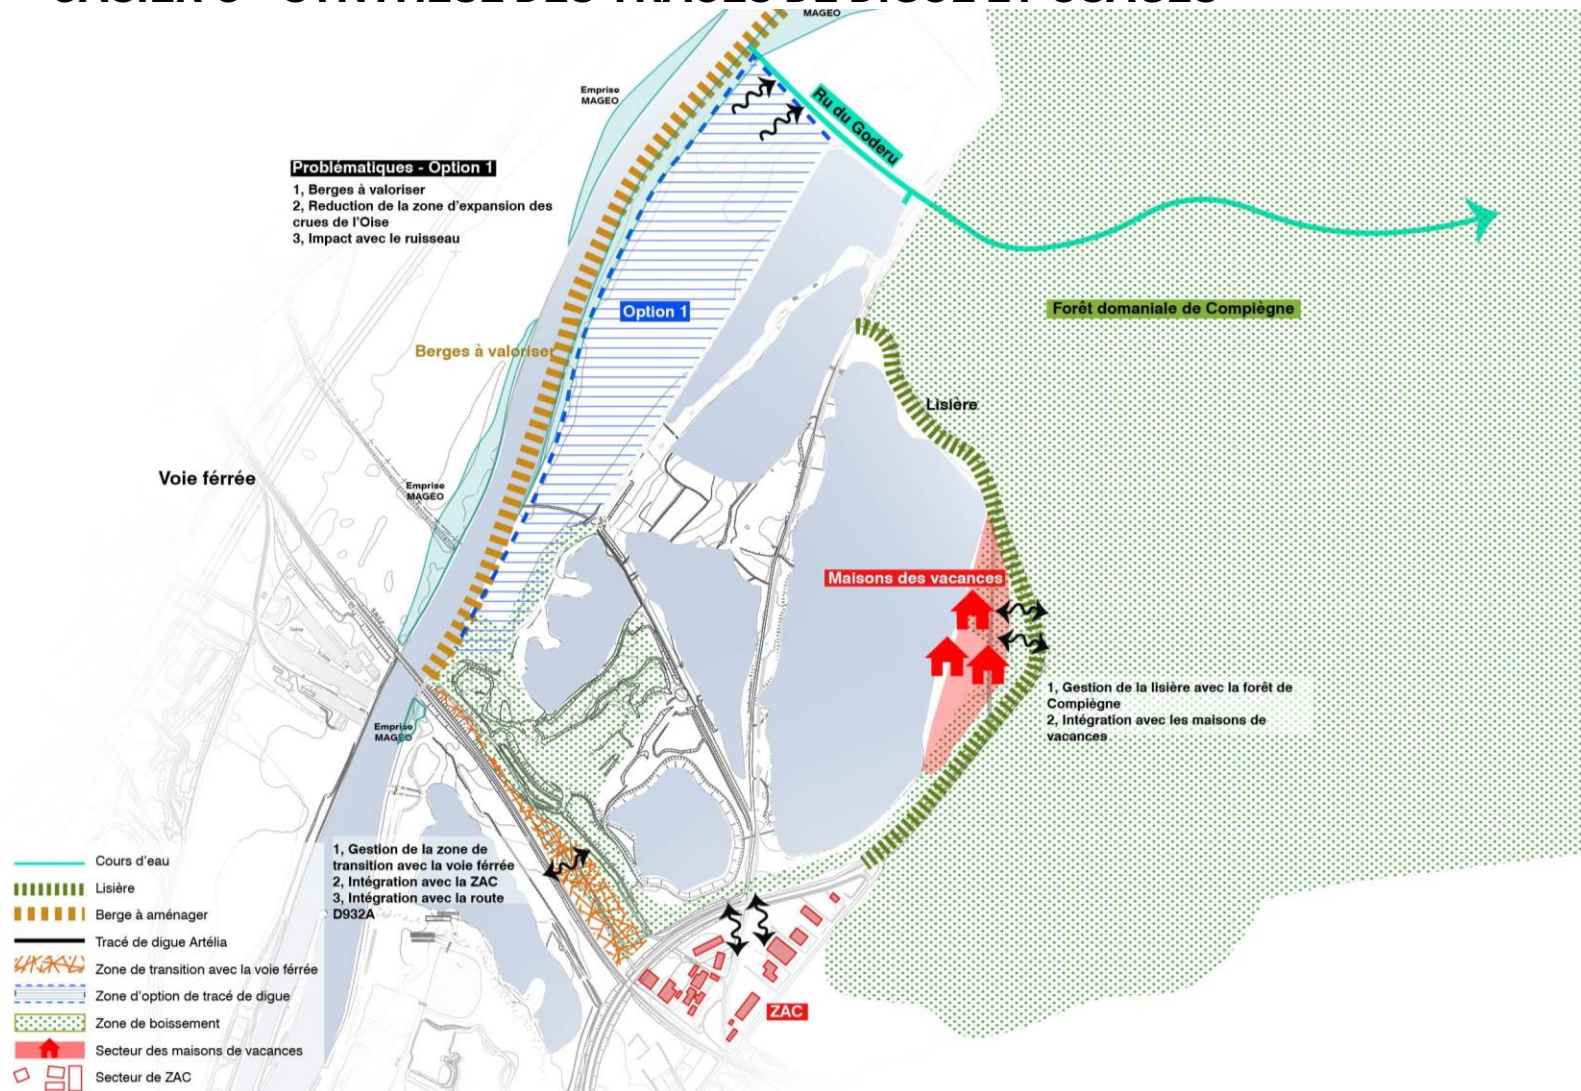 MAGEO
Emprise
MAGEO
Ru du Goderu
Problématiques - Option 1
1, Berges à valoriser
2, Reduction de la zone d'expansion des
crues de l'Oise
3, Impact avec le ruisseau
Option 1
Forêt domaniale de Compiègne
Berges à valoriser
Lisière
Voie férrée
Emprise
MAGEO
Maisons des vacances
1, Gestion de la lisière avec la forêt de
Compiègne
2, Intégration avec les maisons de
vacances
Emprise
MAGEO
1, Gestion de la zone de
transition avec la voie férrée
2, Intégration avec la ZAC
3, Intégration avec la route
D932A
ZAC
Cours d'eau
Lisière
Berge à aménager
Tracé de digue Artélia
Zone de transition avec la voie férrée
Zone d'option de tracé de digue
Zone de boissement
Secteur des maisons de vacances
Secteur de ZAC